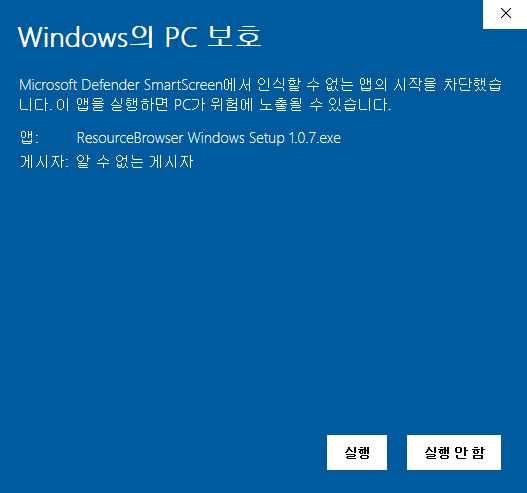 Windows의 PC 보호
Microsoft Defender SmartScreen에서 인식할 수 없는 앱의 시작을 차단했습
니다. 이 앱을 실행하면 PC가 위험에 노출될 수 있습니다.
앱: ResourceBrowser Windows Setup 1.0.7.exe
게시자: 알 수 없는 게시자
실행 실행 안 함